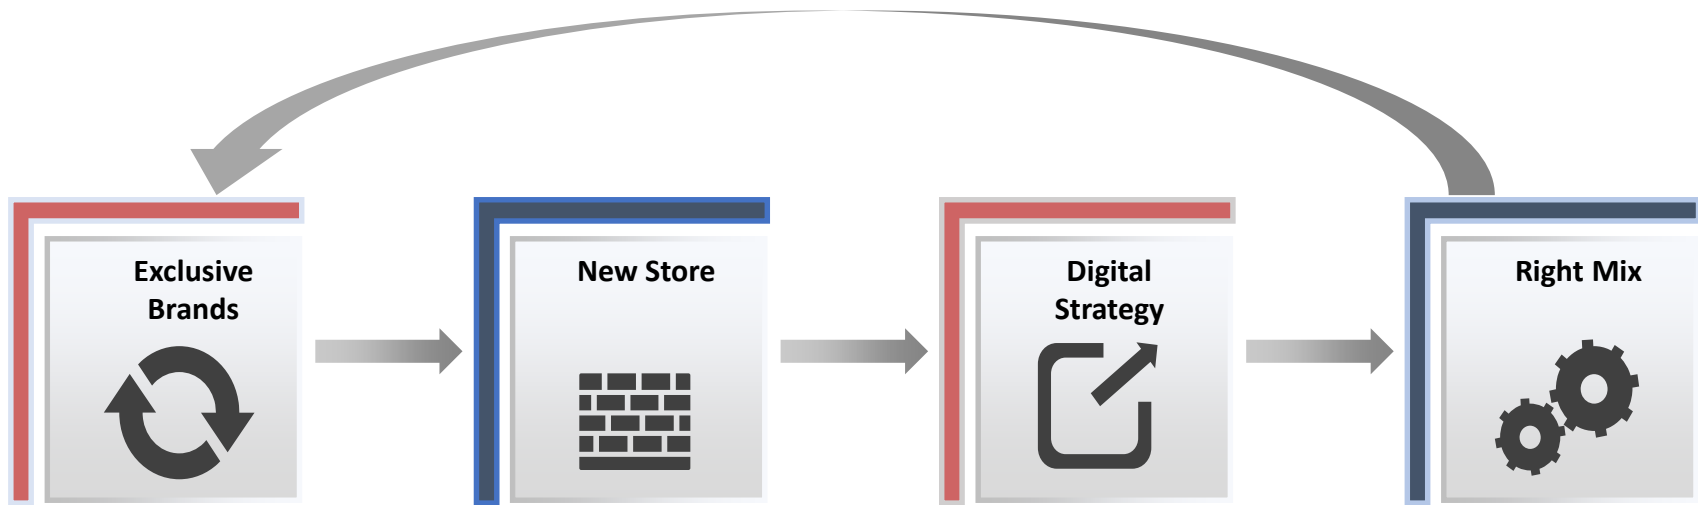 Exclusive
Brands
New Store
Digital
Strategy
Right Mix